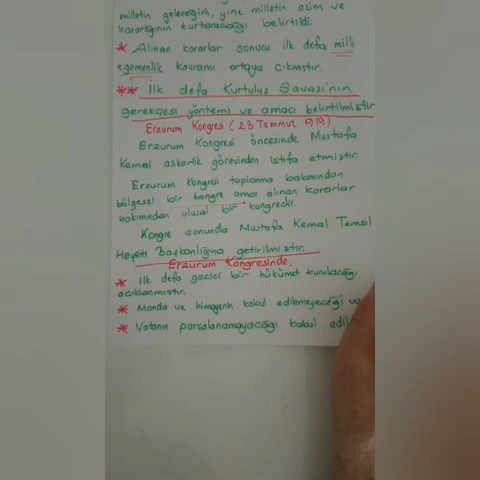 milletin geleceğini, yine milletin azim ve
kararlığının kurtaracağı belirtildi.
* Alınan kararlar sonucu ilk defa milli
egemenlik kavramı ortaya çıkmıştır.
** İlk defa Kurtuluş Savaşı'nın
gerekçesi yöntemi ve amacı belirtilmiştir
Erzurum Kongresi (23 Temmuz 1919)
Erzurum Kongresi öncesinde Mustafa
Kemal askerlik görevinden istifa etmiştir.
Erzurum Kongresi toplanma bakımından
bölgesel bir kongre ama alınan kararlar
bakımından ulusal bir kongredir.
Kongre sonunda Mustafa Kemal Temsil
Heyeti Başkanlığına getirilmiştir.
Erzurum Kongresinde,
* İlk defa geçici bir hükümet kurulacağı
açıklanmıştır.
* Manda ve himayenin kabul edilemeyeceği
* Vatanın parçalanamayacağı kabul